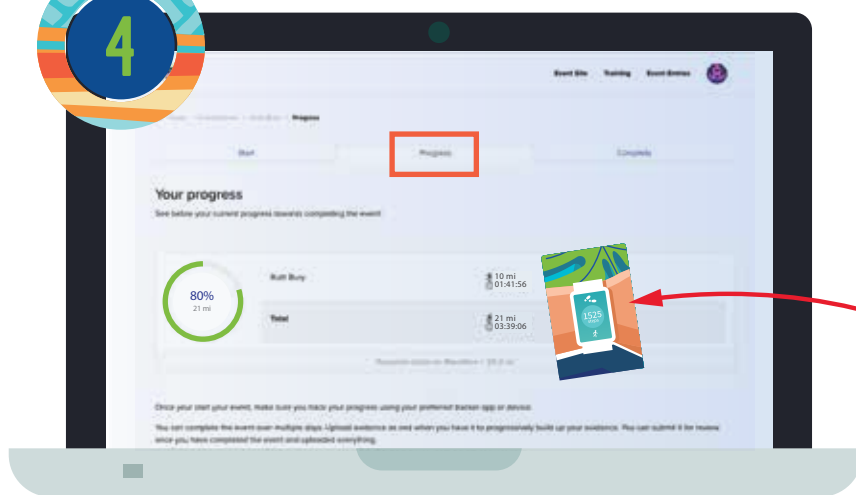 4
Event Site Training Event Entries
Progress
Start Progress Complete
Your progress
See below your current progress towards completing the event
80%
21 mi
Rutt Bury
10 mi
01:41:56
Total
21 mi
03:39:06
1525
Once your start your event, make sure you track your progress using your preferred tracker app or device.
You can complete the event over multiple days. Upload evidence as and when you have it to progressively build up your evidence. You can submit it for review
once you have completed the event and uploaded everything.